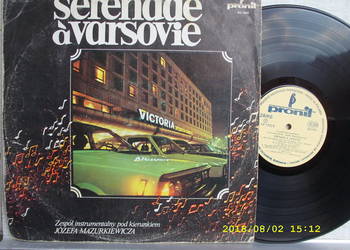 serenade
pronit
à varsovie
VICTORIA
pronit
Zespół instrumentalny pod kierunkiem
JÓZEFA MAZURKIEWICZA
2018/08/02 15:12